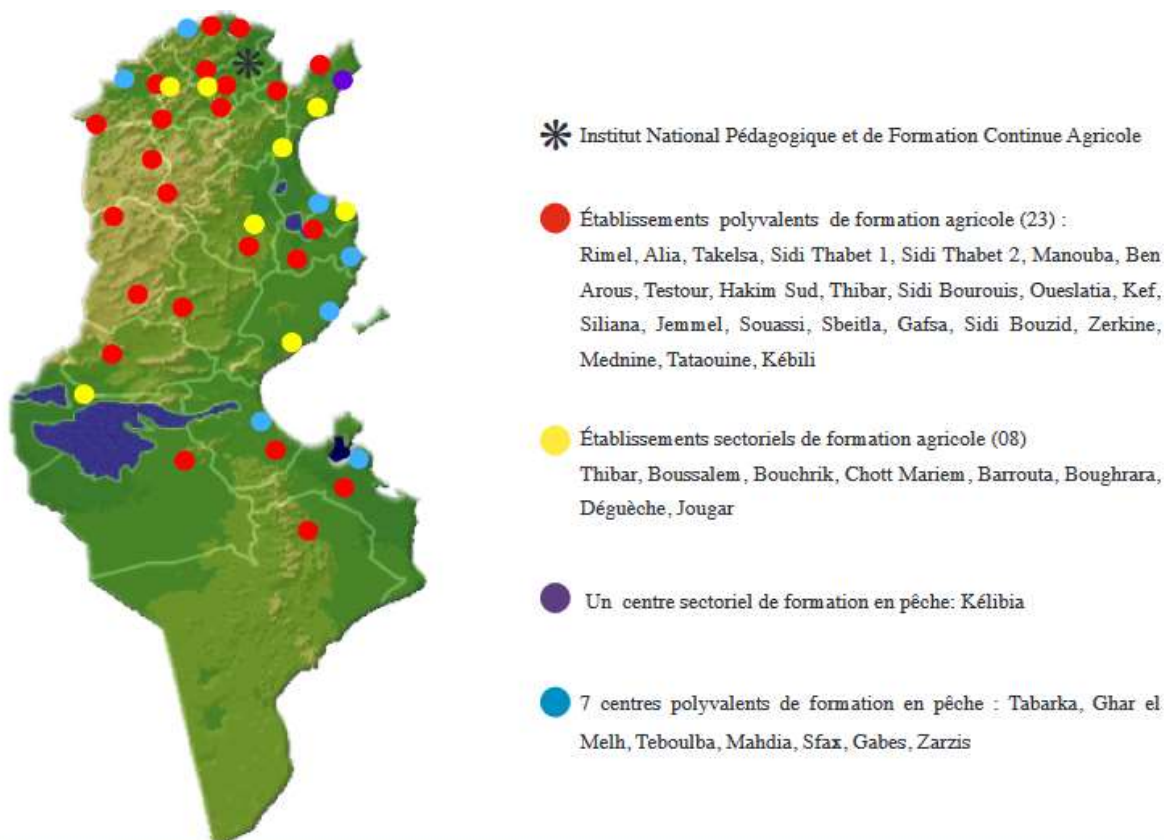 Institut National Pédagogique et de Formation Continue Agricole
Établissements polyvalents de formation agricole (23) :
Rimel, Alia, Takelsa, Sidi Thabet 1, Sidi Thabet 2, Manouba, Ben
Arous, Testour, Hakim Sud, Thibar, Sidi Bourouis, Oueslatia, Kef,
Siliana, Jemmel, Souassi, Sbeitla, Gafsa, Sidi Bouzid, Zerkine,
Mednine, Tataouine, Kébili
Établissements sectoriels de formation agricole (08)
Thibar, Boussalem, Bouchrik, Chott Mariem, Barrouta, Boughrara,
Déguèche, Jougar
Un centre sectoriel de formation en pêche: Kélibia
7 centres polyvalents de formation en pêche : Tabarka, Ghar el
Melh, Teboulba, Mahdia, Sfax, Gabes, Zarzis